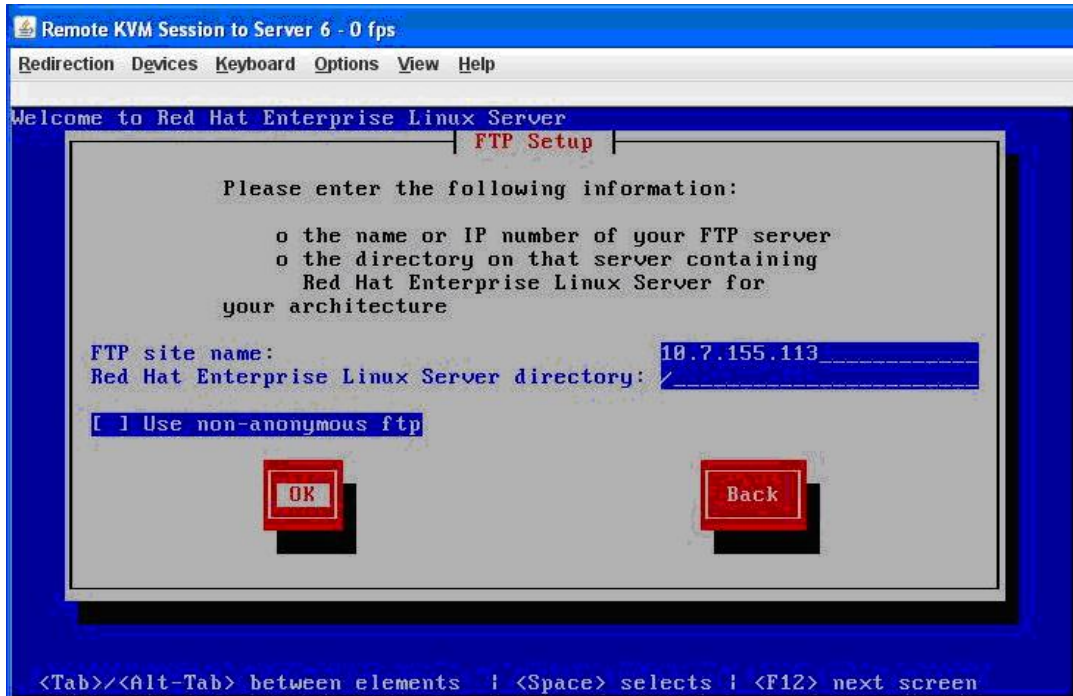 Remote KVM Session to Server 6 - 0 fps
Redirection Devices Keyboard Options View Help
Welcome to Red Hat Enterprise Linux Server
FTP Setup
Please enter the following information:
o the name or IP number of your FTP server
o the directory on that server containing
Red Hat Enterprise Linux Server for
your architecture
FTP site name: 10.7.155.113_____________
Red Hat Enterprise Linux Server directory: /________________________
[ ] Use non-anonymous ftp
OK Back
<Tab>/<Alt-Tab> between elements | <Space> selects | <F12> next screen